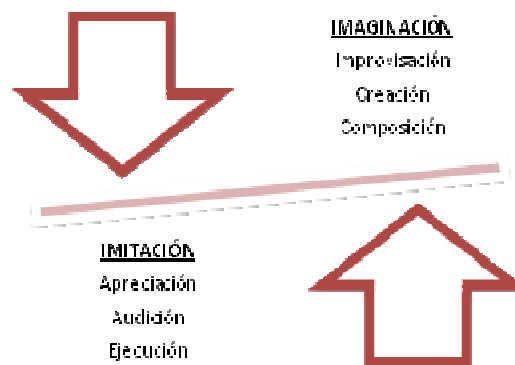 IMAGINACIÓN
Improvisación
Creación
Composición
IMITACIÓN
Apreciación
Audición
Ejecución